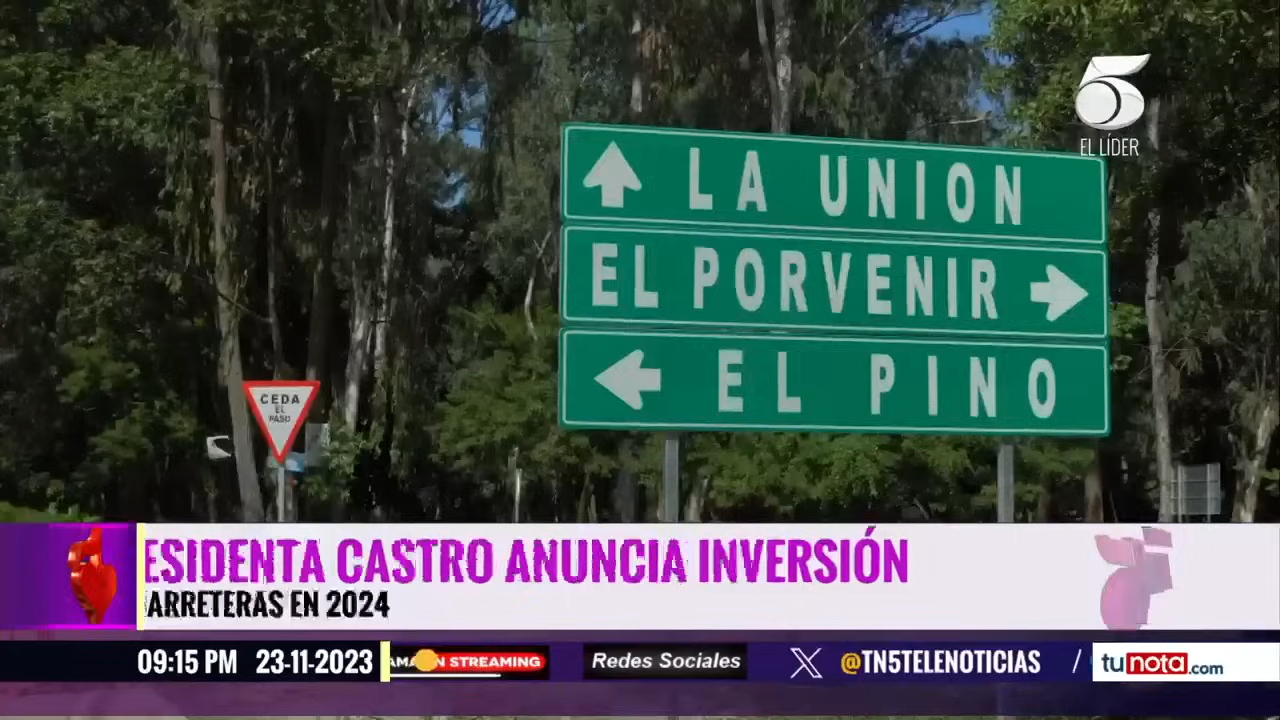 5
EL LÍDER
LA UNION
EL PORVENIR
EL PINO
CEDA
EL
PASO
ESIDENTA CASTRO ANUNCIA INVERSIÓN
ARRETERAS EN 2024
09:15 PM 23-11-2023 STREAMING Redes Sociales X @TN5TELENOTICIAS / tunota.com